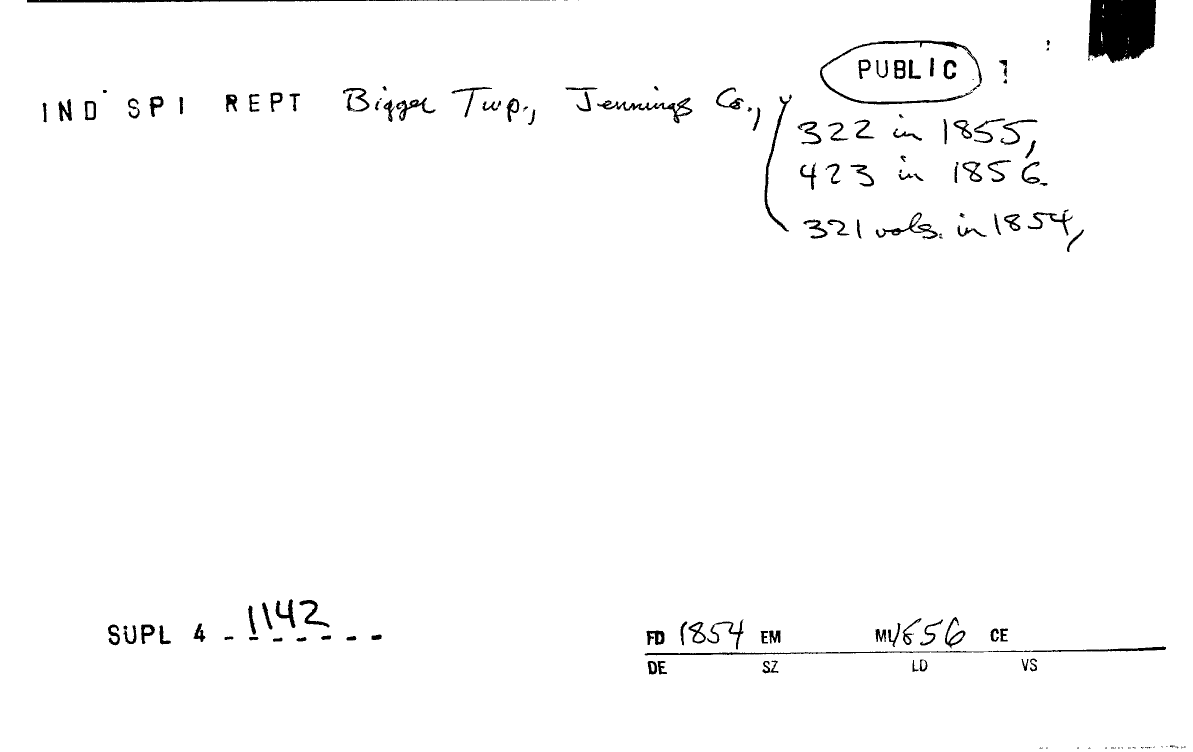 PUBLIC
IND SPI REPT Bigger Twp., Jennings Co.,
322 in 1855,
423 in 1856.
321 vols. in 1854,
SUPL 4 - 1142
FD 1854 EM ML 1856 CE
DE SZ LD VS